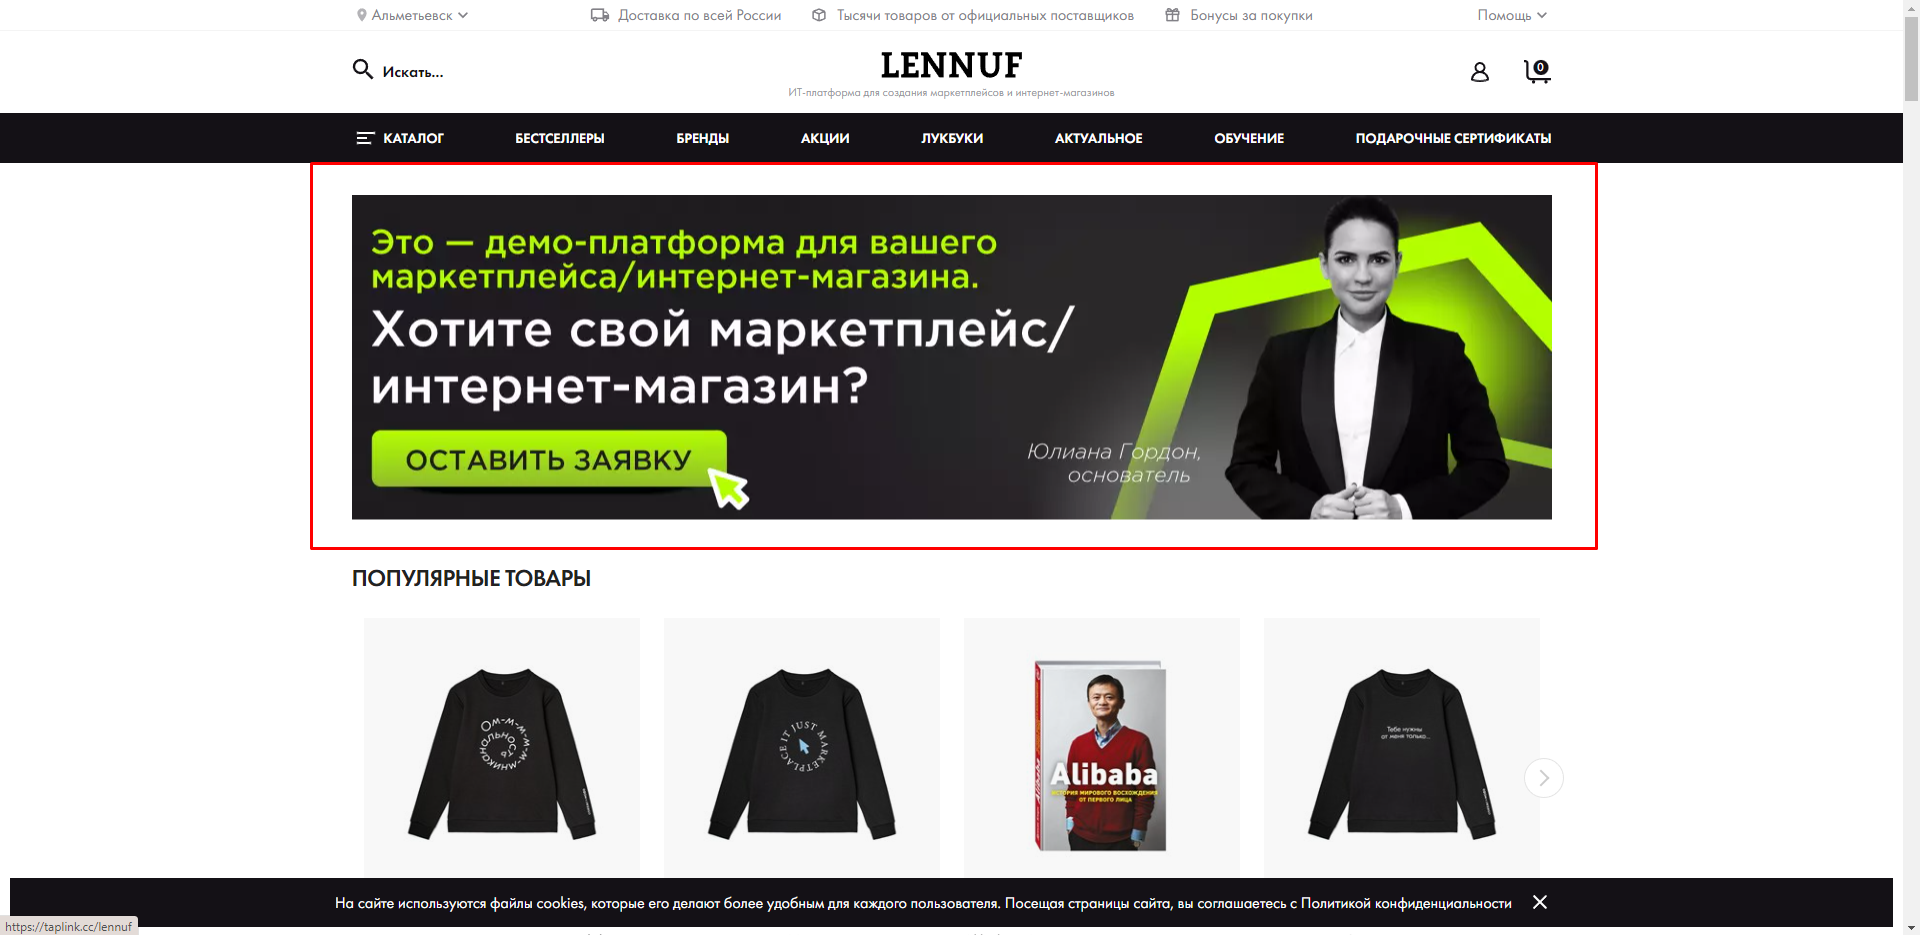 Альметьевск
Доставка по всей России
Тысячи товаров от официальных поставщиков
Бонусы за покупки
Помощь
Искать...
LENNUF
0
ИТ-платформа для создания маркетплейсов и интернет-магазинов
КАТАЛОГ
БЕСТСЕЛЛЕРЫ
БРЕНДЫ
АКЦИИ
ЛУКБУКИ
АКТУАЛЬНОЕ
ОБУЧЕНИЕ
ПОДАРОЧНЫЕ СЕРТИФИКАТЫ
Это — демо-платформа для вашего
маркетплейса/интернет-магазина.
Хотите свой маркетплейс/
интернет-магазин?
ОСТАВИТЬ ЗАЯВКУ
Юлиана Гордон,
основатель
ПОПУЛЯРНЫЕ ТОВАРЫ
Ом-м-м-м-мниканальность
JUST MARKETPLACE IT
Alibaba
ИСТОРИЯ МИРОВОГО ВОСХОЖДЕНИЯ
ОТ ПЕРВОГО ЛИЦА
Тебе нужны
от меня только...
На сайте используются файлы cookies, которые его делают более удобным для каждого пользователя. Посещая страницы сайта, вы соглашаетесь с Политикой конфиденциальности
https://taplink.cc/lennuf